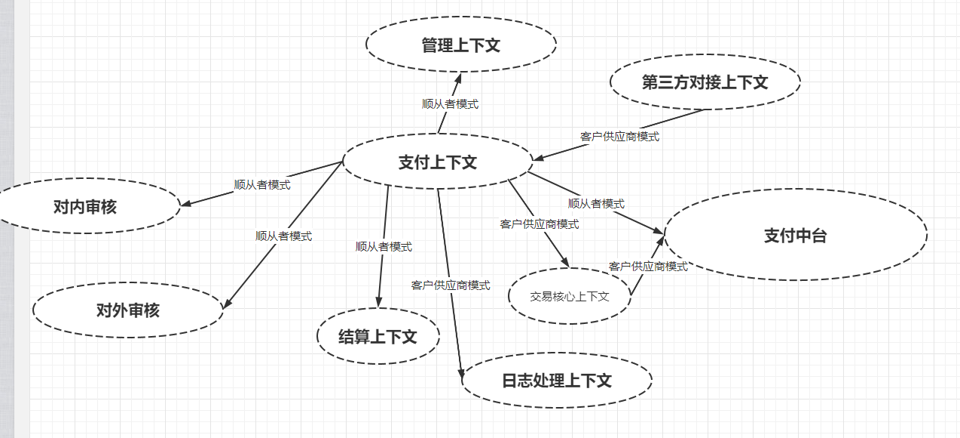 管理上下文
第三方对接上下文
顺从者模式
客户供应商模式
支付上下文
顺从者模式
对内审核
顺从者模式
客户供应商模式
支付中台
顺从者模式
顺从者模式
客户供应商模式
客户供应商模式
交易核心上下文
对外审核
结算上下文
日志处理上下文